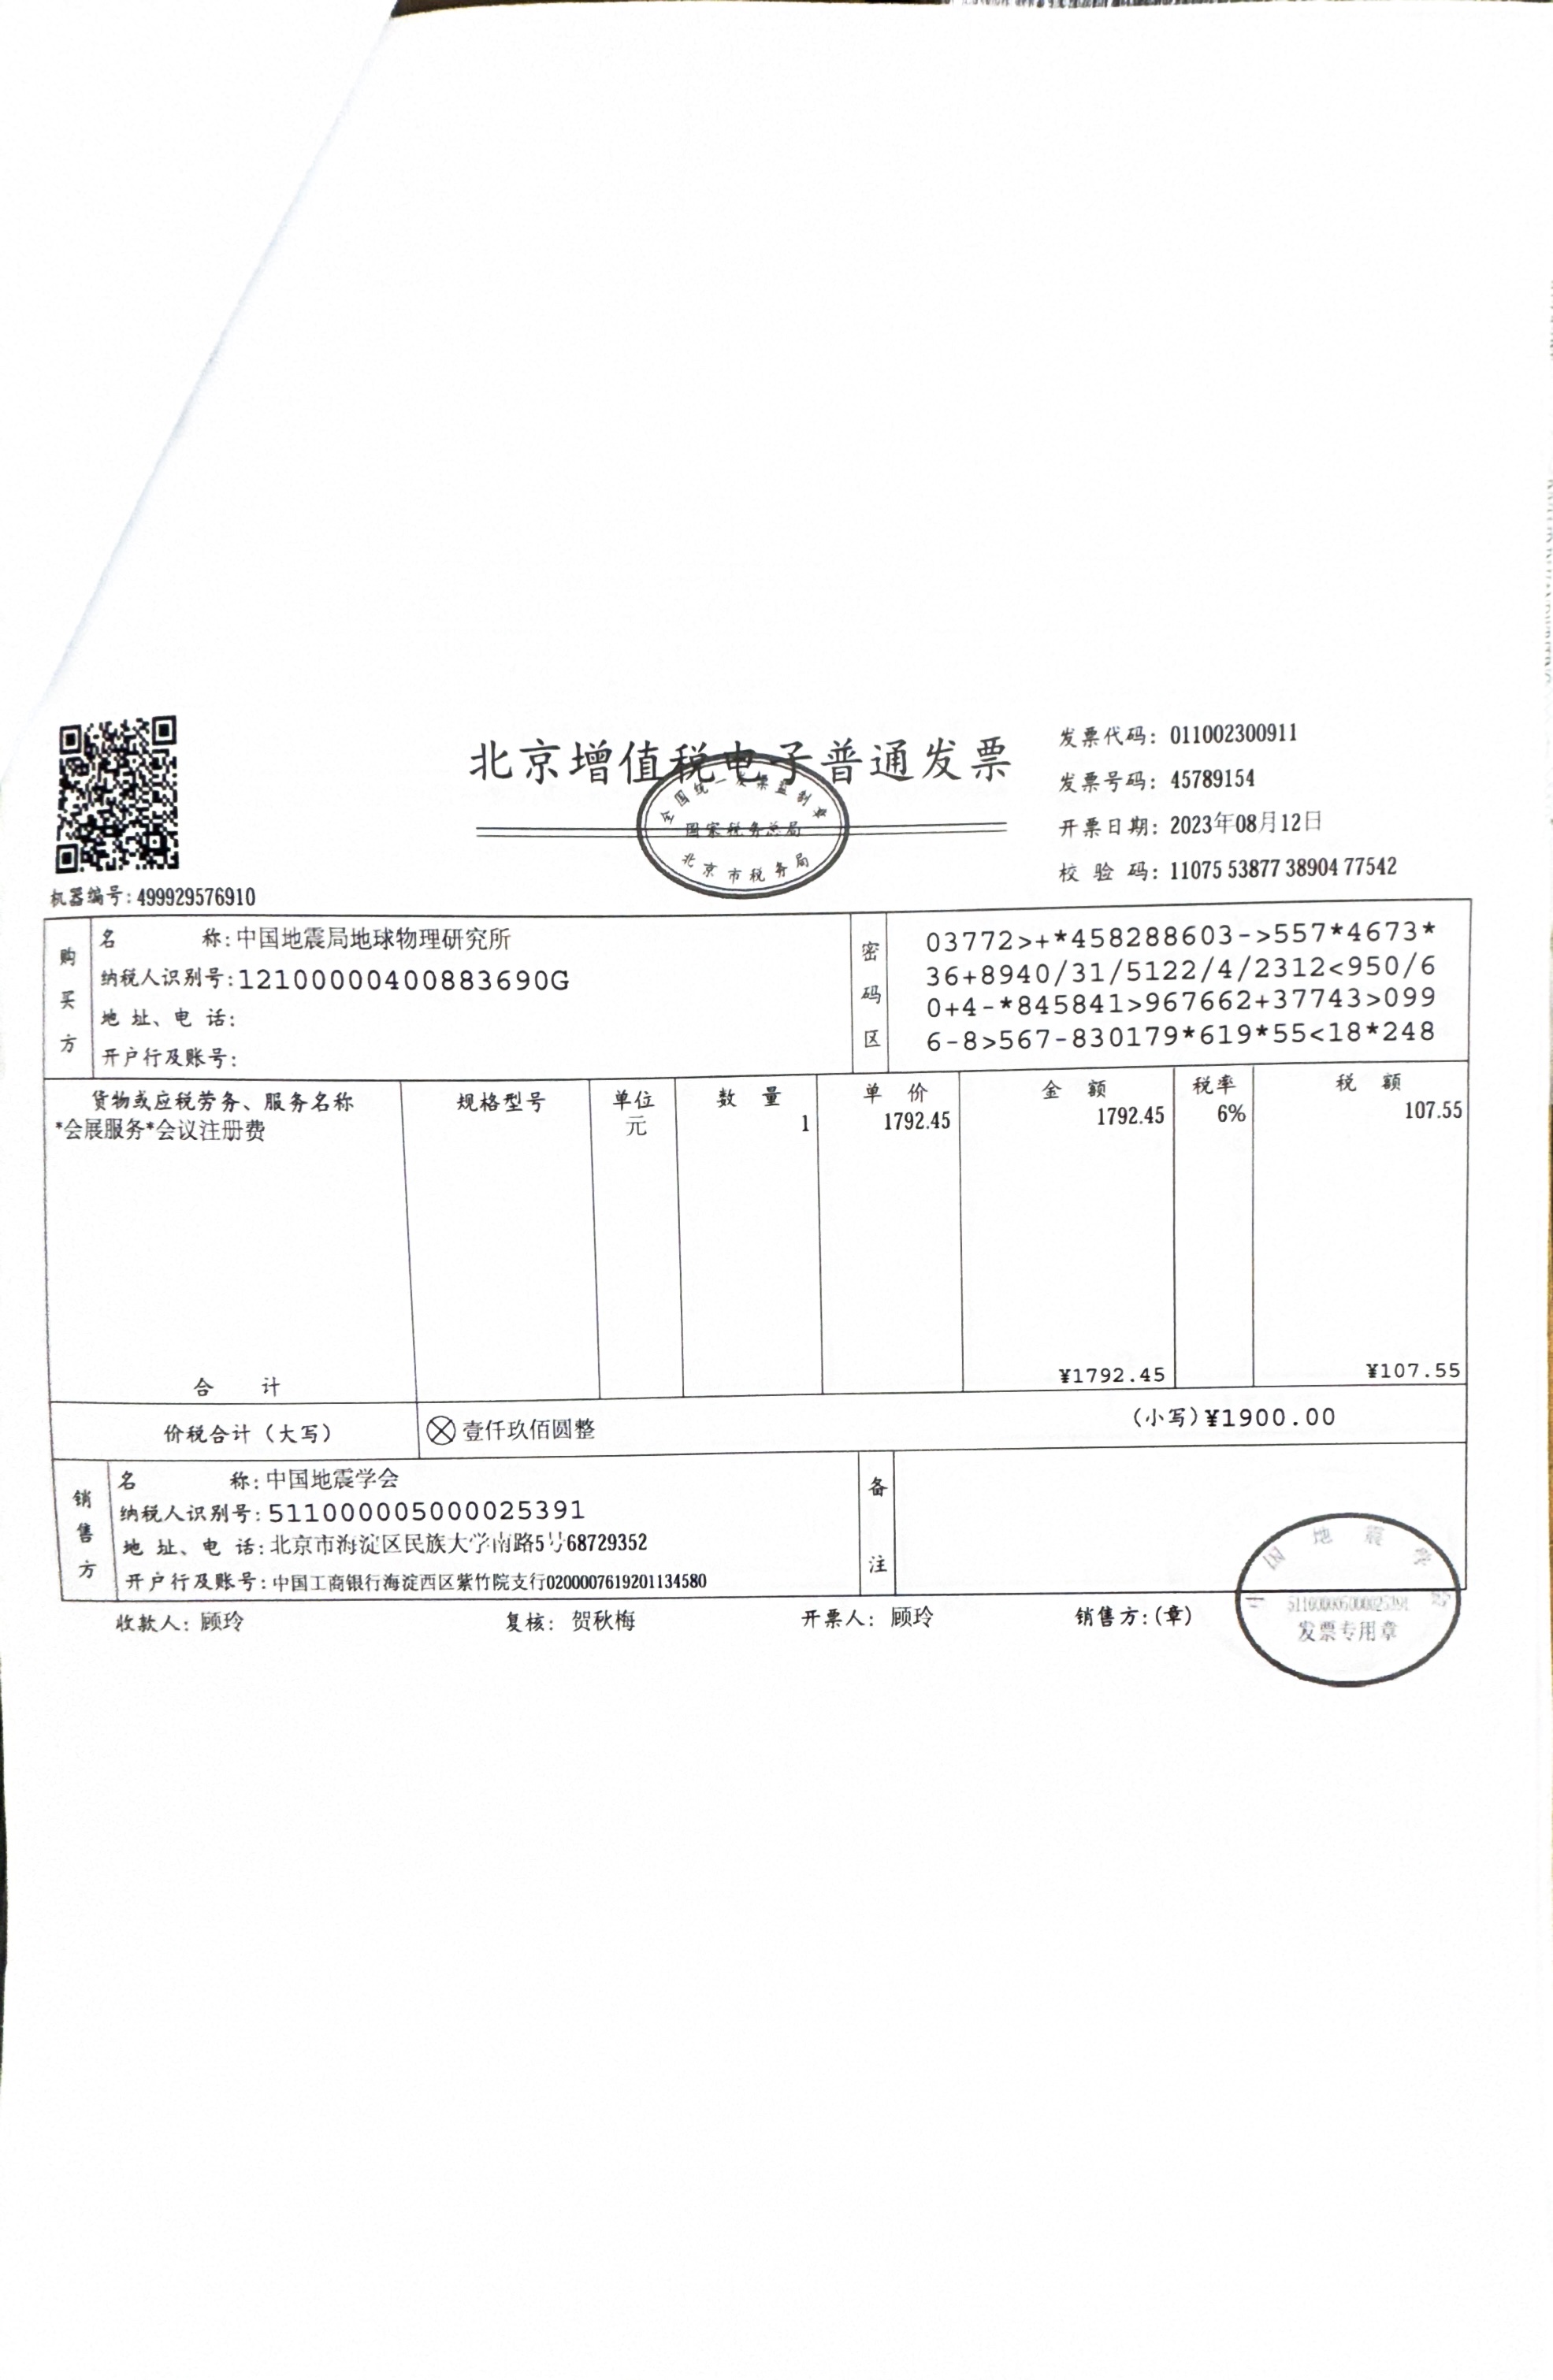 北京增值税电子普通发票
全国统一发票监制章
国家税务总局
北京市税务局
发票代码: 011002300911
发票号码: 45789154
开票日期: 2023年08月12日
校 验 码: 11075 53877 38904 77542
机器编号: 499929576910
购买方
名 称: 中国地震局地球物理研究所
纳税人识别号: 12100000400883690G
地 址、电 话:
开户行及账号:
密码区
03772>+*458288603->557*4673*
36+8940/31/5122/4/2312<950/6
0+4-*845841>967662+37743>099
6-8>567-830179*619*55<18*248
货物或应税劳务、服务名称 规格型号 单位 数 量 单 价 金 额 税率 税 额
*会展服务*会议注册费 元 1 1792.45 1792.45 6% 107.55
合 计 ¥1792.45 ¥107.55
价税合计（大写） 壹仟玖佰圆整 （小写）¥1900.00
销售方
名 称: 中国地震学会
纳税人识别号: 511000005000025391
地 址、电 话: 北京市海淀区民族大学南路5号68729352
开户行及账号: 中国工商银行海淀西区紫竹院支行0200007619201134580
备注
收款人: 顾玲 复核: 贺秋梅 开票人: 顾玲 销售方:(章)
中国地震学会
511000005000025391
发票专用章